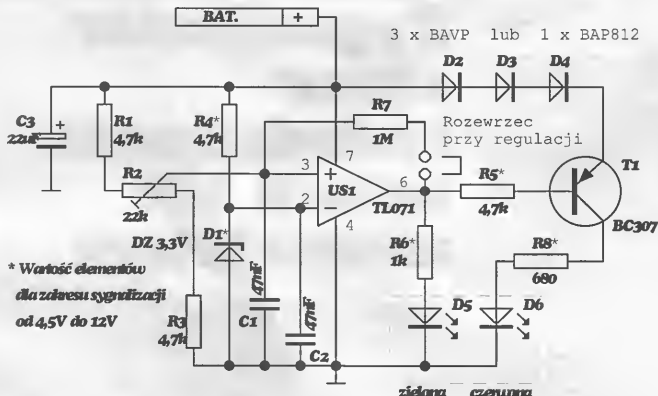 BAT. +
3 x BAVP lub 1 x BAP812
D2 D3 D4
C3 + 22uF
R1 4,7k
R4* 4,7k
R7 1M
Rozewrzec
przy regulacji
R2 22k
3 + 7
US1 6
2 - 4
TL071
R5* 4,7k
T1
BC307
DZ 3,3V
D1*
R6* 1k
R8* 680
* Wartość elementów
dla zakresu sygnalizacji
od 4,5V do 12V
R3 4,7k
47nF
C1
47nF
C2
D5 D6
zielona czerwona